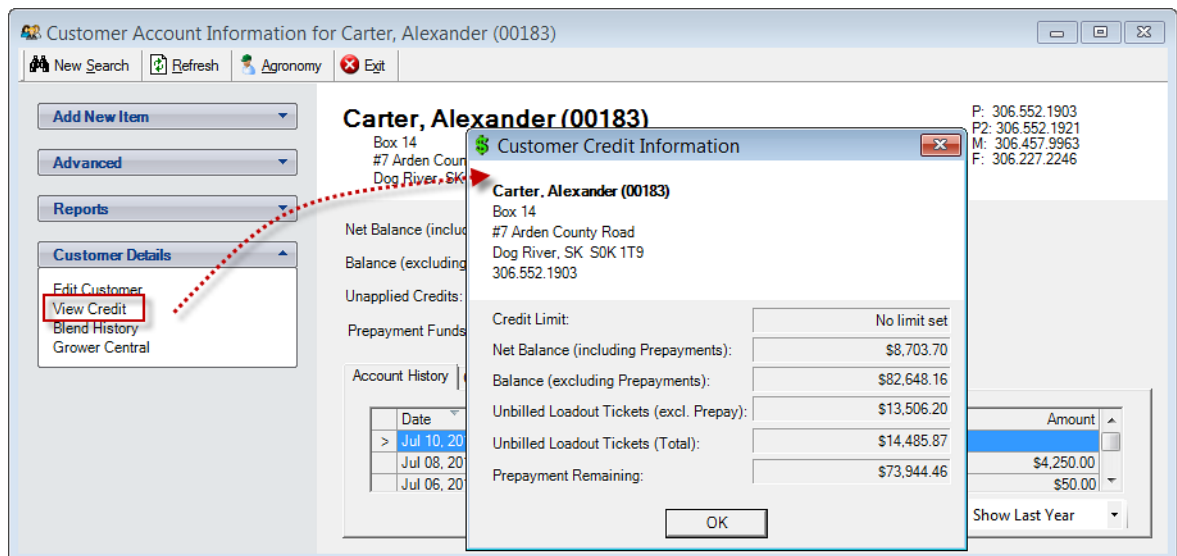 Customer Account Information for Carter, Alexander (00183)
New Search Refresh Agronomy Exit
Add New Item
Advanced
Reports
Customer Details
Edit Customer
View Credit
Blend History
Grower Central
Carter, Alexander (00183)
Box 14
#7 Arden Coun
Dog River, SK
P: 306.552.1903
P2: 306.552.1921
M: 306.457.9963
F: 306.227.2246
Net Balance (includ
Balance (excluding
Unapplied Credits:
Prepayment Funds
Account History
Date Amount
> Jul 10, 20
Jul 08, 20 $4,250.00
Jul 06, 20 $50.00
Show Last Year
Customer Credit Information
Carter, Alexander (00183)
Box 14
#7 Arden County Road
Dog River, SK S0K 1T9
306.552.1903
Credit Limit: No limit set
Net Balance (including Prepayments): $8,703.70
Balance (excluding Prepayments): $82,648.16
Unbilled Loadout Tickets (excl. Prepay): $13,506.20
Unbilled Loadout Tickets (Total): $14,485.87
Prepayment Remaining: $73,944.46
OK